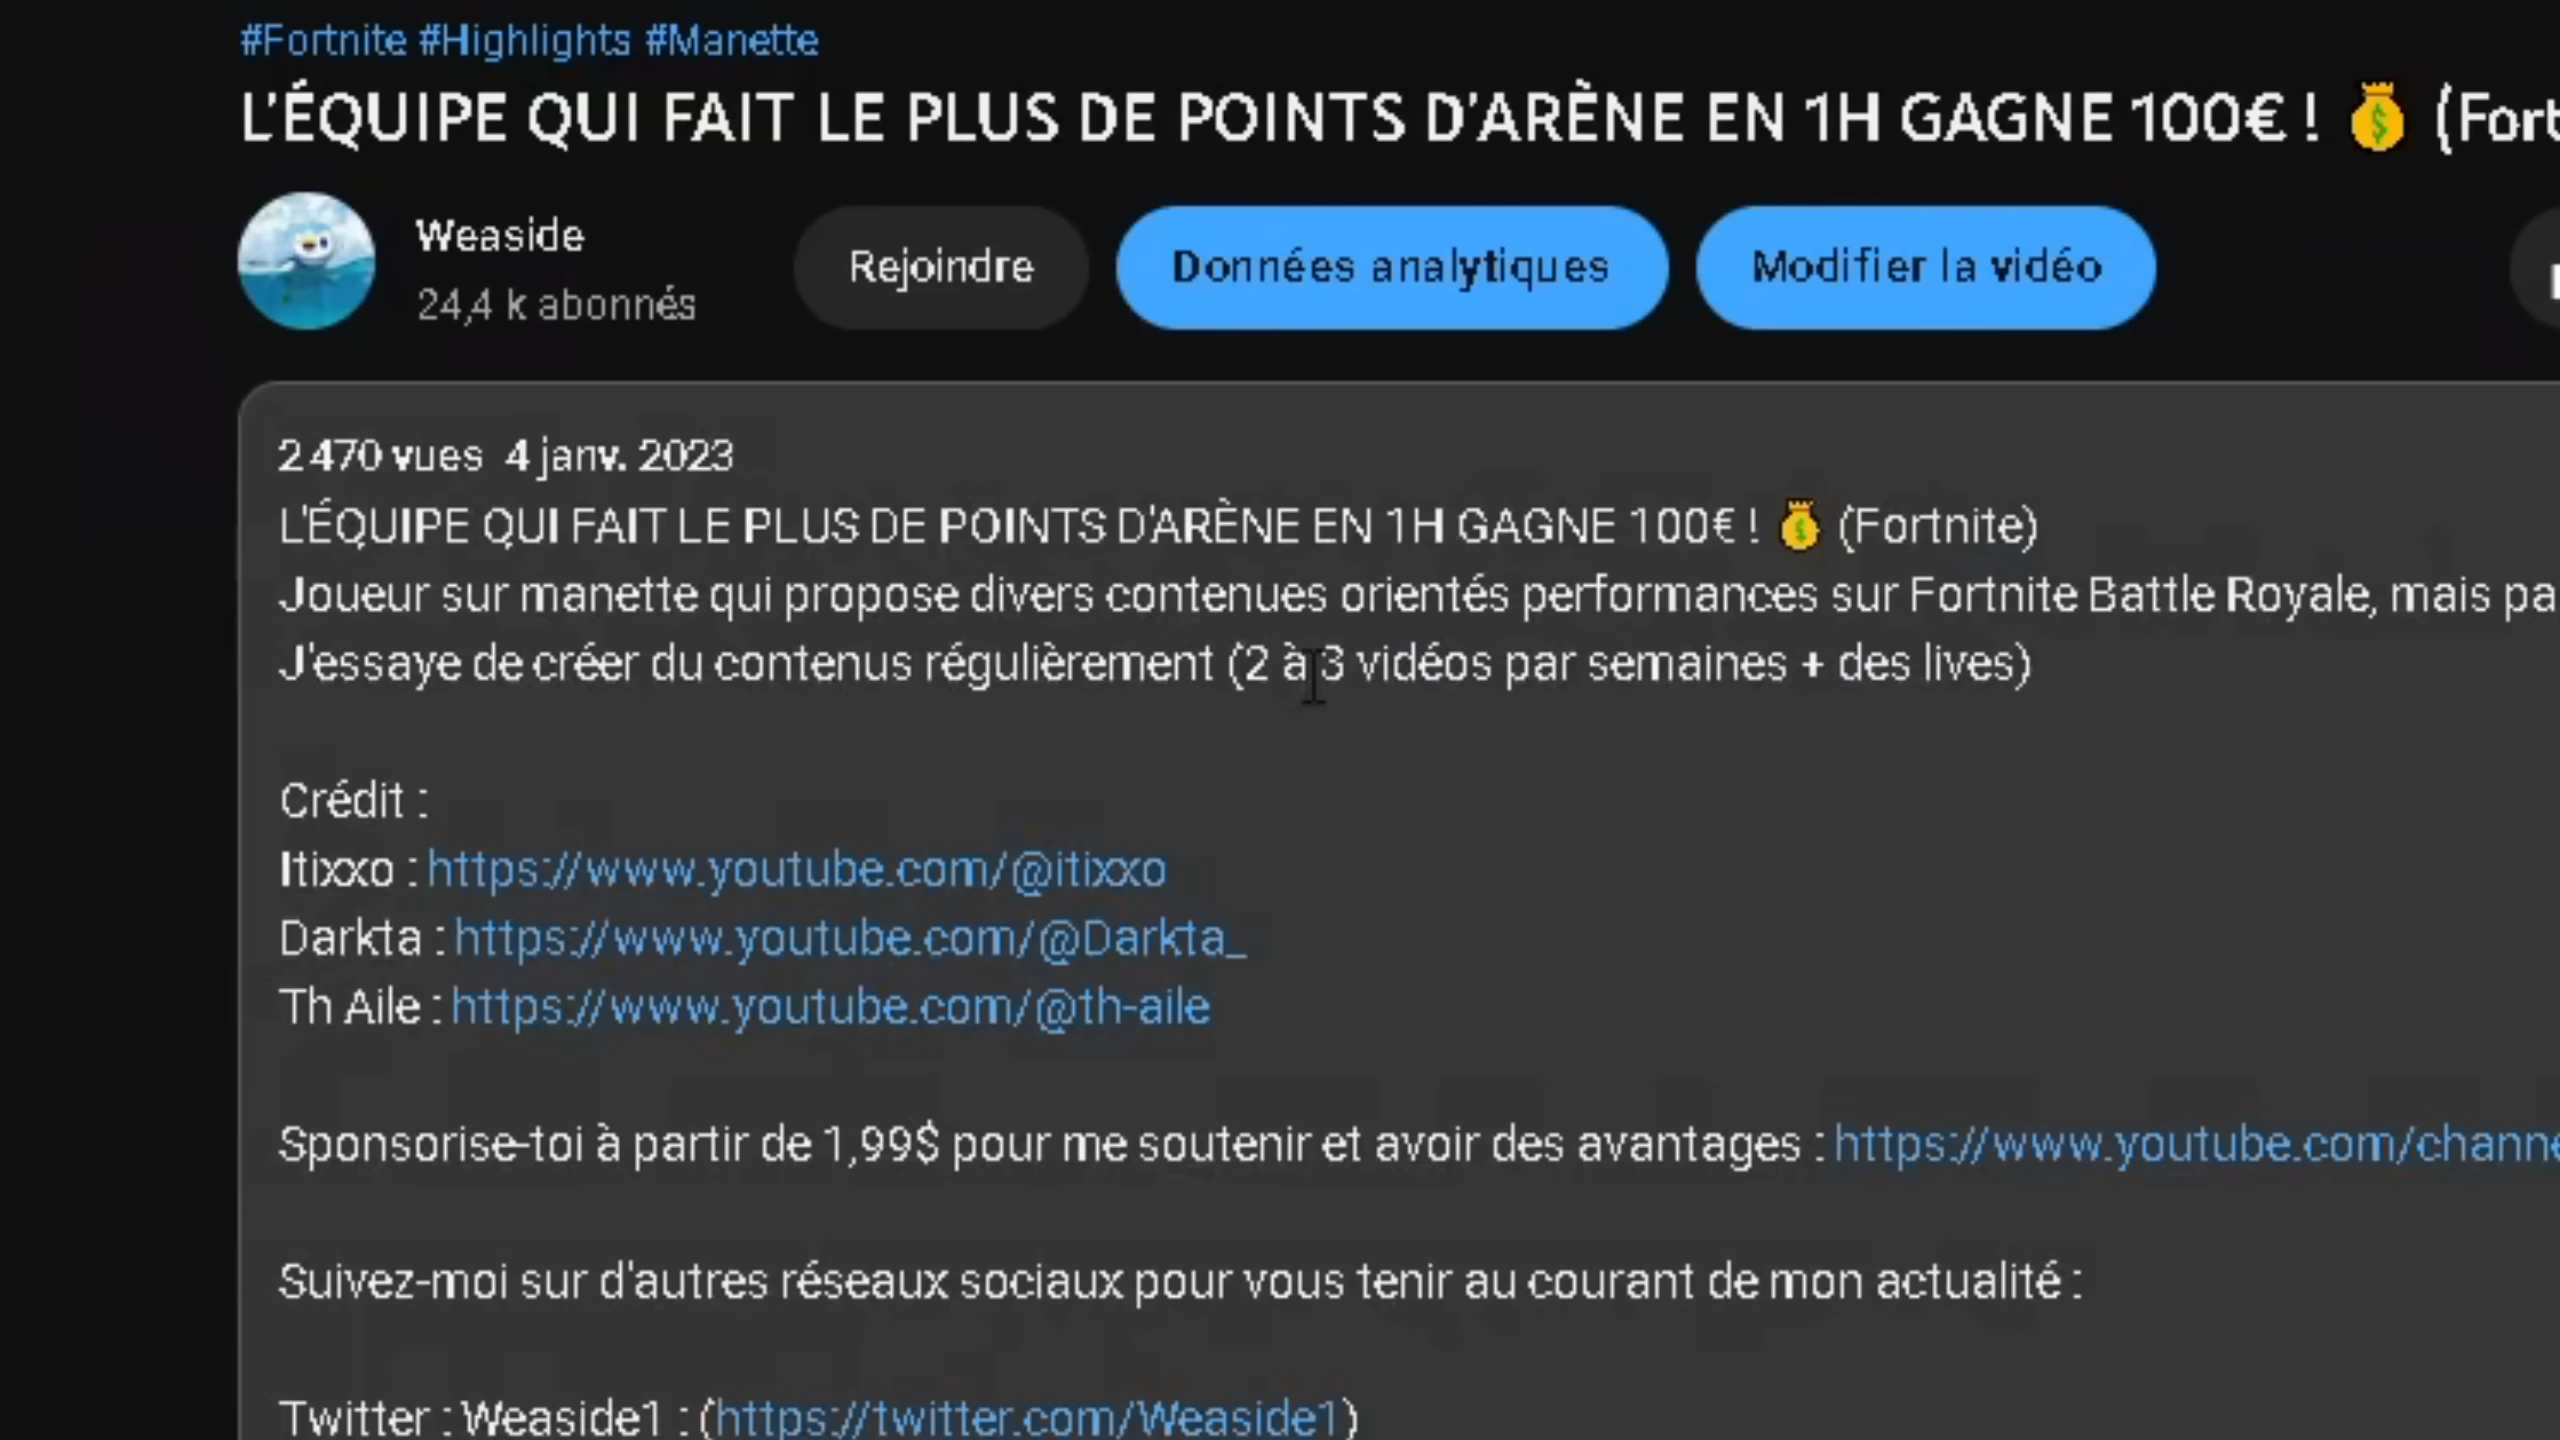 #Fortnite #Highlights #Manette
L'ÉQUIPE QUI FAIT LE PLUS DE POINTS D'ARÈNE EN 1H GAGNE 100€ ! 💰 (Fort
Weaside
24,4 k abonnés
Rejoindre
Données analytiques
Modifier la vidéo
2 470 vues 4 janv. 2023
L'ÉQUIPE QUI FAIT LE PLUS DE POINTS D'ARÈNE EN 1H GAGNE 100€ ! 💰 (Fortnite)
Joueur sur manette qui propose divers contenues orientés performances sur Fortnite Battle Royale, mais pa
J'essaye de créer du contenus régulièrement (2 à 3 vidéos par semaines + des lives)
Crédit :
Itixxo : https://www.youtube.com/@itixxo
Darkta : https://www.youtube.com/@Darkta_
Th Aile : https://www.youtube.com/@th-aile
Sponsorise-toi à partir de 1,99$ pour me soutenir et avoir des avantages : https://www.youtube.com/channe
Suivez-moi sur d'autres réseaux sociaux pour vous tenir au courant de mon actualité :
Twitter : Weaside1 : (https://twitter.com/Weaside1)